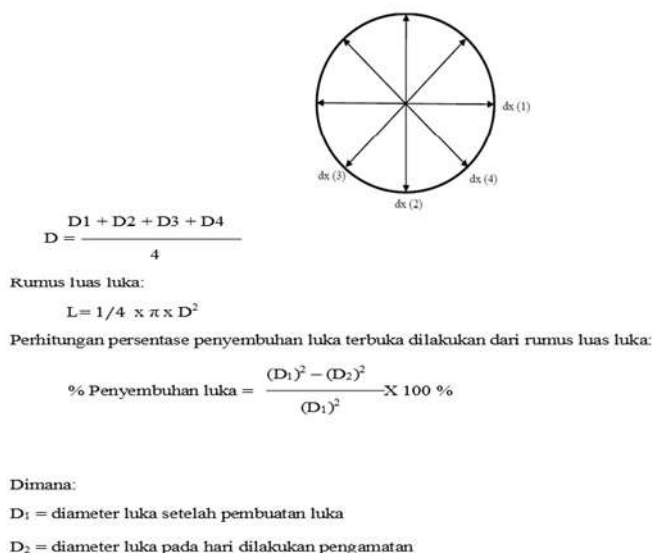 dx (1)
dx (3)
dx (4)
dx (2)
D1 + D2 + D3 + D4
D =
4
Rumus luas luka:
L= 1/4 x π x D²
Perhitungan persentase penyembuhan luka terbuka dilakukan dari rumus luas luka:
(D₁)² – (D₂)²
% Penyembuhan luka = X 100 %
(D₁)²
Dimana:
D₁ = diameter luka setelah pembuatan luka
D₂ = diameter luka pada hari dilakukan pengamatan